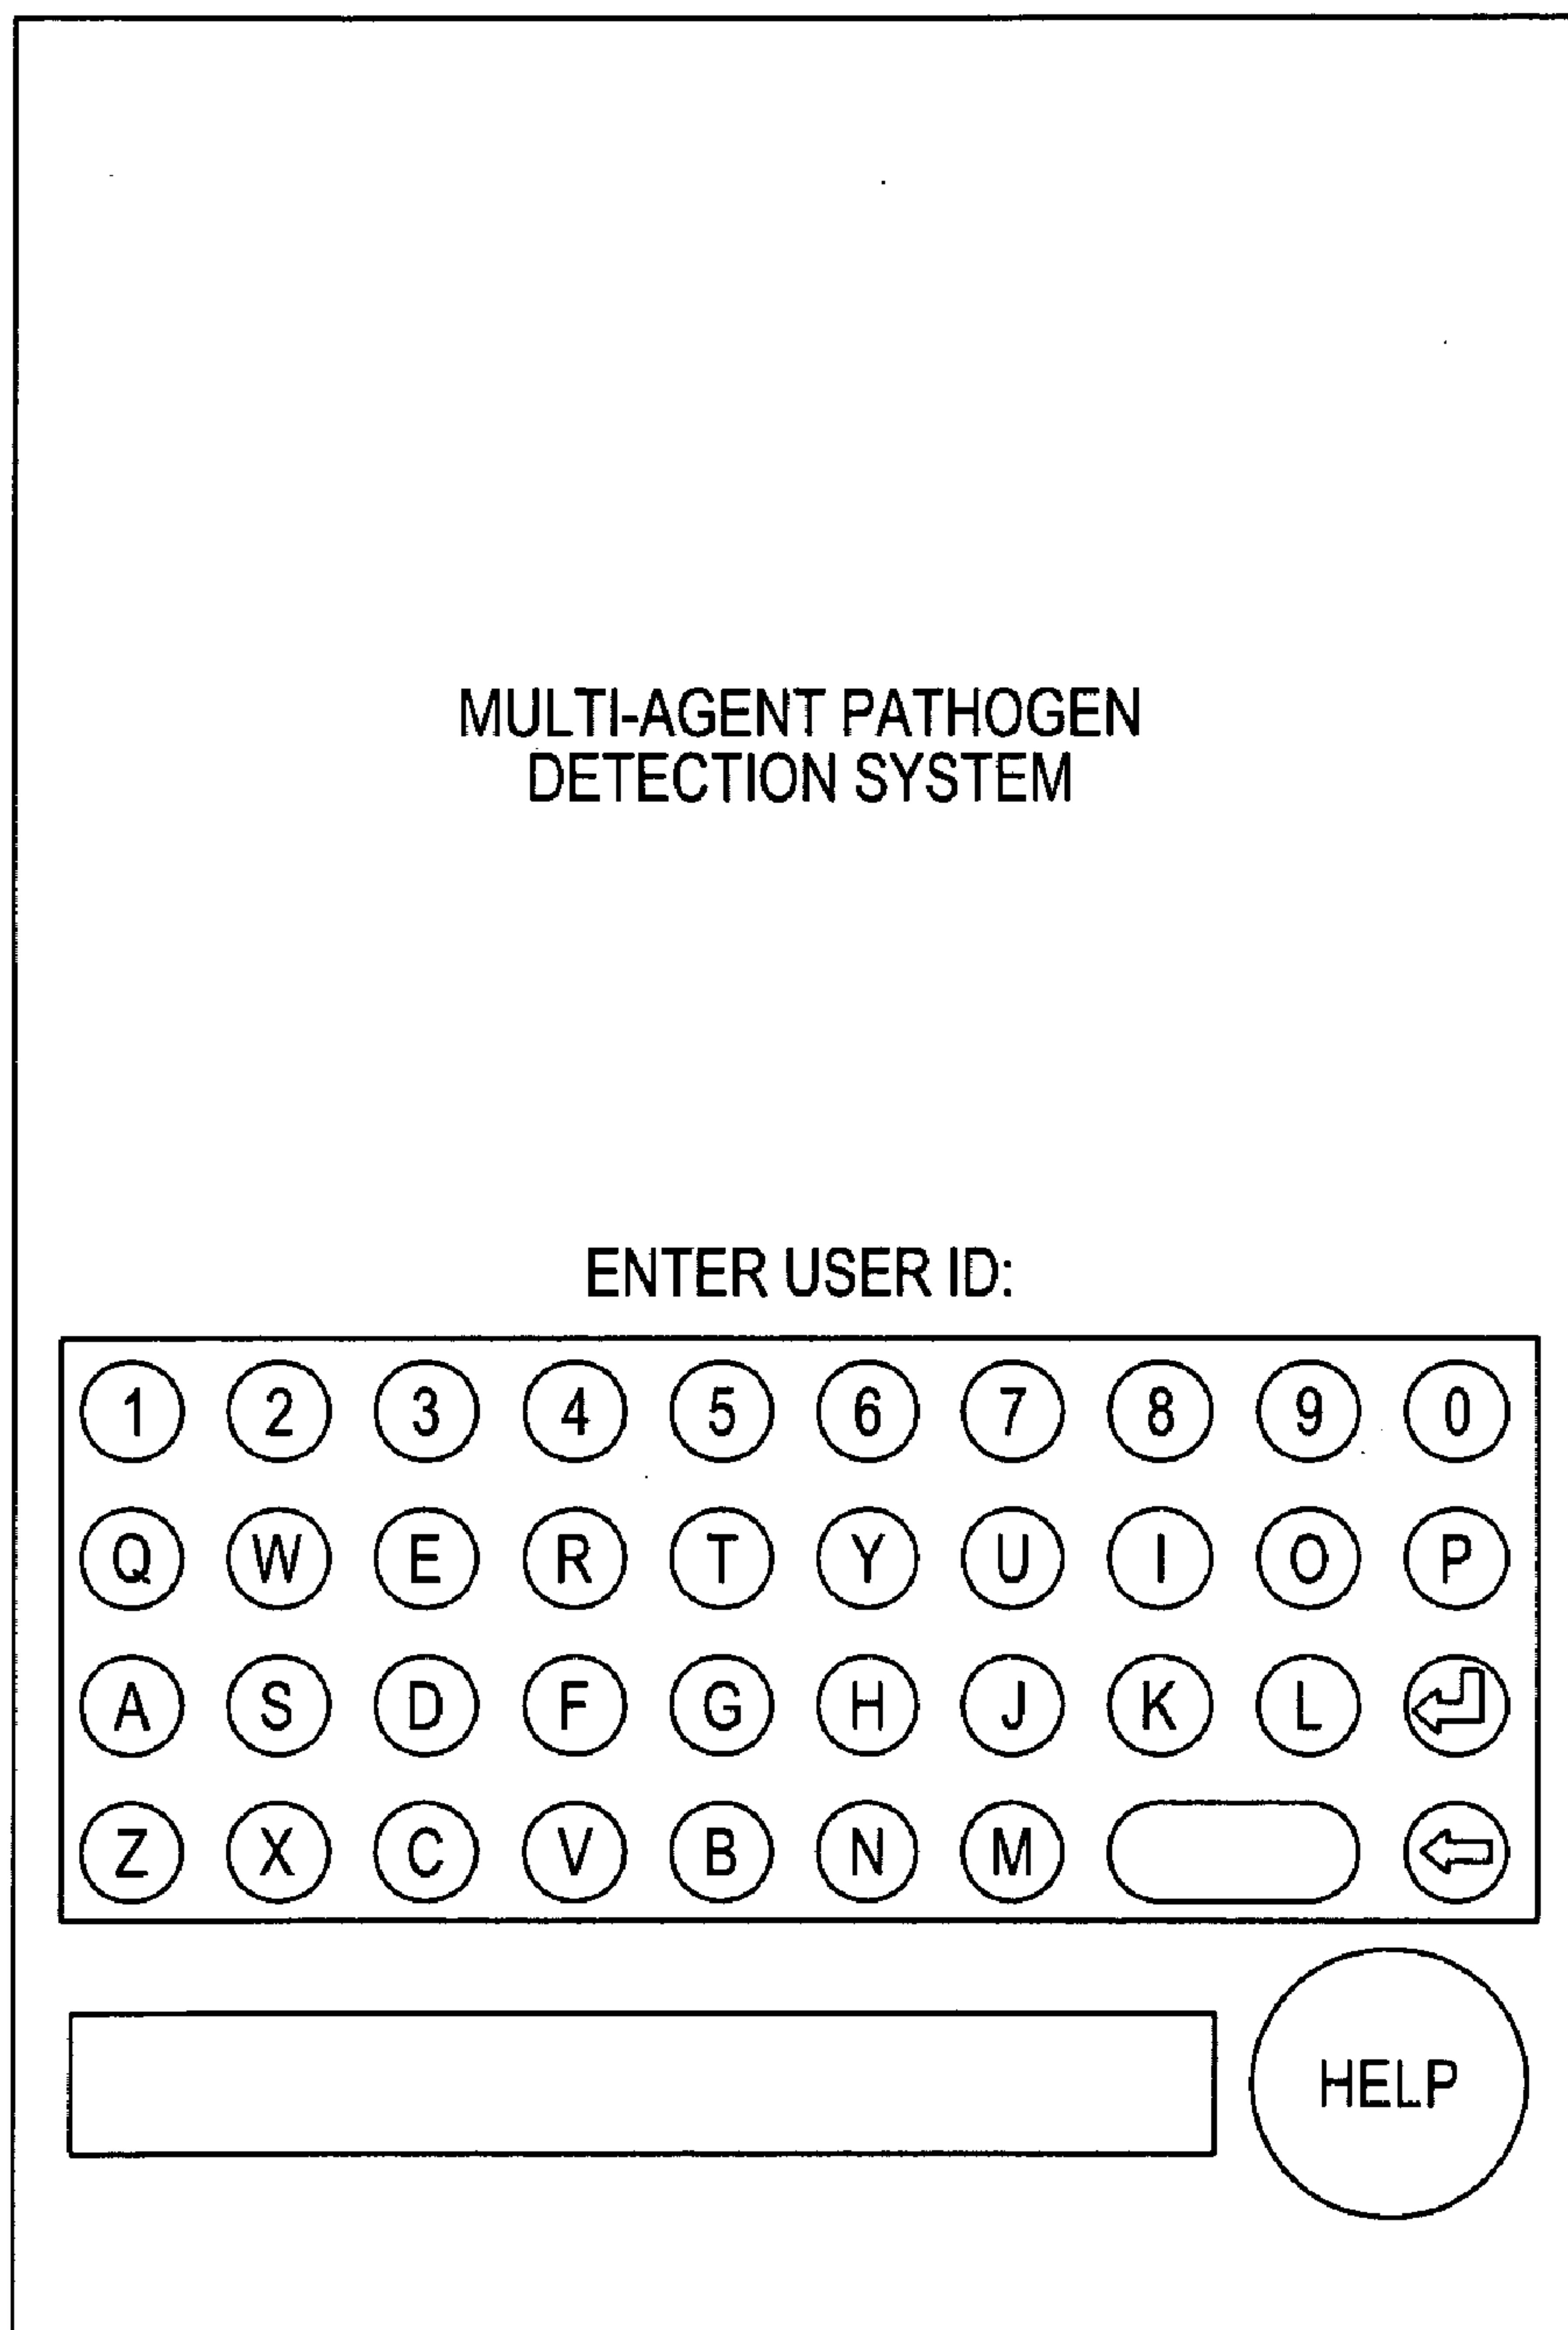 MULTI-AGENT PATHOGEN
DETECTION SYSTEM
ENTER USER ID:
1 2 3 4 5 6 7 8 9 0
Q W E R T Y U I O P
A S D F G H J K L
Z X C V B N M
HELP